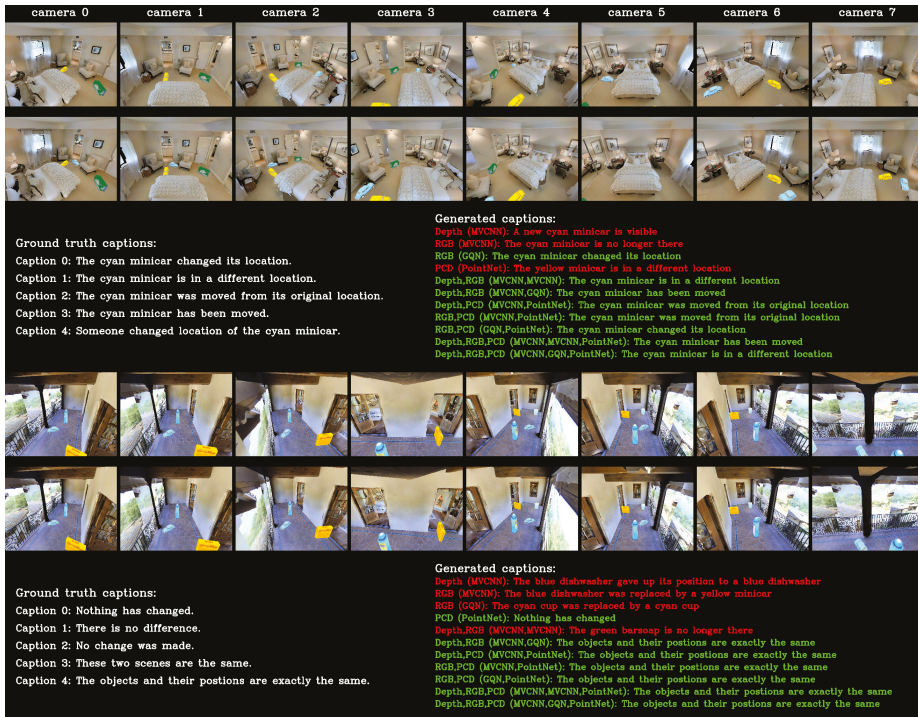 camera 0 camera 1 camera 2 camera 3 camera 4 camera 5 camera 6 camera 7
Ground truth captions:
Caption 0: The cyan minicar changed its location.
Caption 1: The cyan minicar is in a different location.
Caption 2: The cyan minicar was moved from its original location.
Caption 3: The cyan minicar has been moved.
Caption 4: Someone changed location of the cyan minicar.
Generated captions:
Depth (MVCNN): A new cyan minicar is visible
RGB (MVCNN): The cyan minicar is no longer there
RGB (GQN): The cyan minicar changed its location
PCD (PointNet): The yellow minicar is in a different location
Depth,RGB (MVCNN,MVCNN): The cyan minicar is in a different location
Depth,RGB (MVCNN,GQN): The cyan minicar has been moved
Depth,PCD (MVCNN,PointNet): The cyan minicar was moved from its original location
RGB,PCD (MVCNN,PointNet): The cyan minicar was moved from its original location
RGB,PCD (GQN,PointNet): The cyan minicar changed its location
Depth,RGB,PCD (MVCNN,MVCNN,PointNet): The cyan minicar has been moved
Depth,RGB,PCD (MVCNN,GQN,PointNet): The cyan minicar is in a different location
Ground truth captions:
Caption 0: Nothing has changed.
Caption 1: There is no difference.
Caption 2: No change was made.
Caption 3: These two scenes are the same.
Caption 4: The objects and their postions are exactly the same.
Generated captions:
Depth (MVCNN): The blue dishwasher gave up its position to a blue dishwasher
RGB (MVCNN): The blue dishwasher was replaced by a yellow minicar
RGB (GQN): The cyan cup was replaced by a cyan cup
PCD (PointNet): Nothing has changed
Depth,RGB (MVCNN,MVCNN): The green barsoap is no longer there
Depth,RGB (MVCNN,GQN): The objects and their postions are exactly the same
Depth,PCD (MVCNN,PointNet): The objects and their postions are exactly the same
RGB,PCD (MVCNN,PointNet): The objects and their postions are exactly the same
RGB,PCD (GQN,PointNet): The objects and their postions are exactly the same
Depth,RGB,PCD (MVCNN,MVCNN,PointNet): The objects and their postions are exactly the same
Depth,RGB,PCD (MVCNN,GQN,PointNet): The objects and their postions are exactly the same